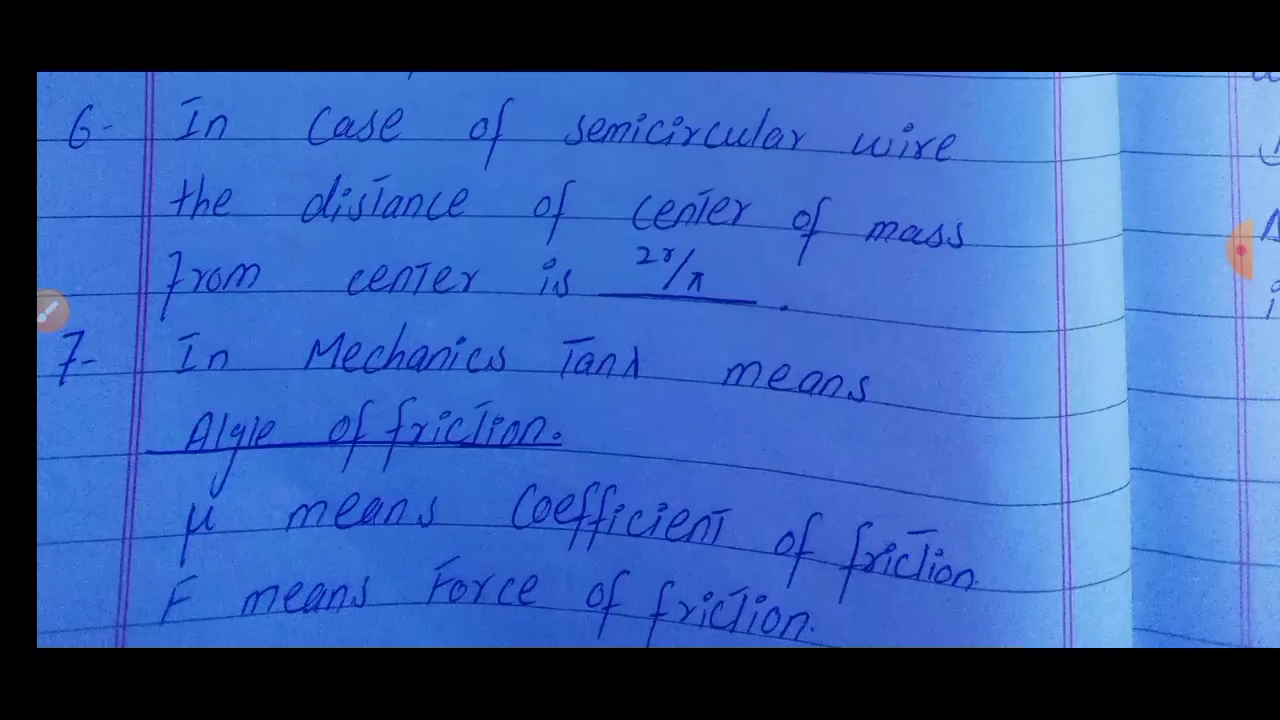 6- In case of semicircular wire
the distance of center of mass
from center is 2r/π .
7- In Mechanics Tanλ means
Algle of friction.
μ means coefficient of friction.
F means Force of friction.